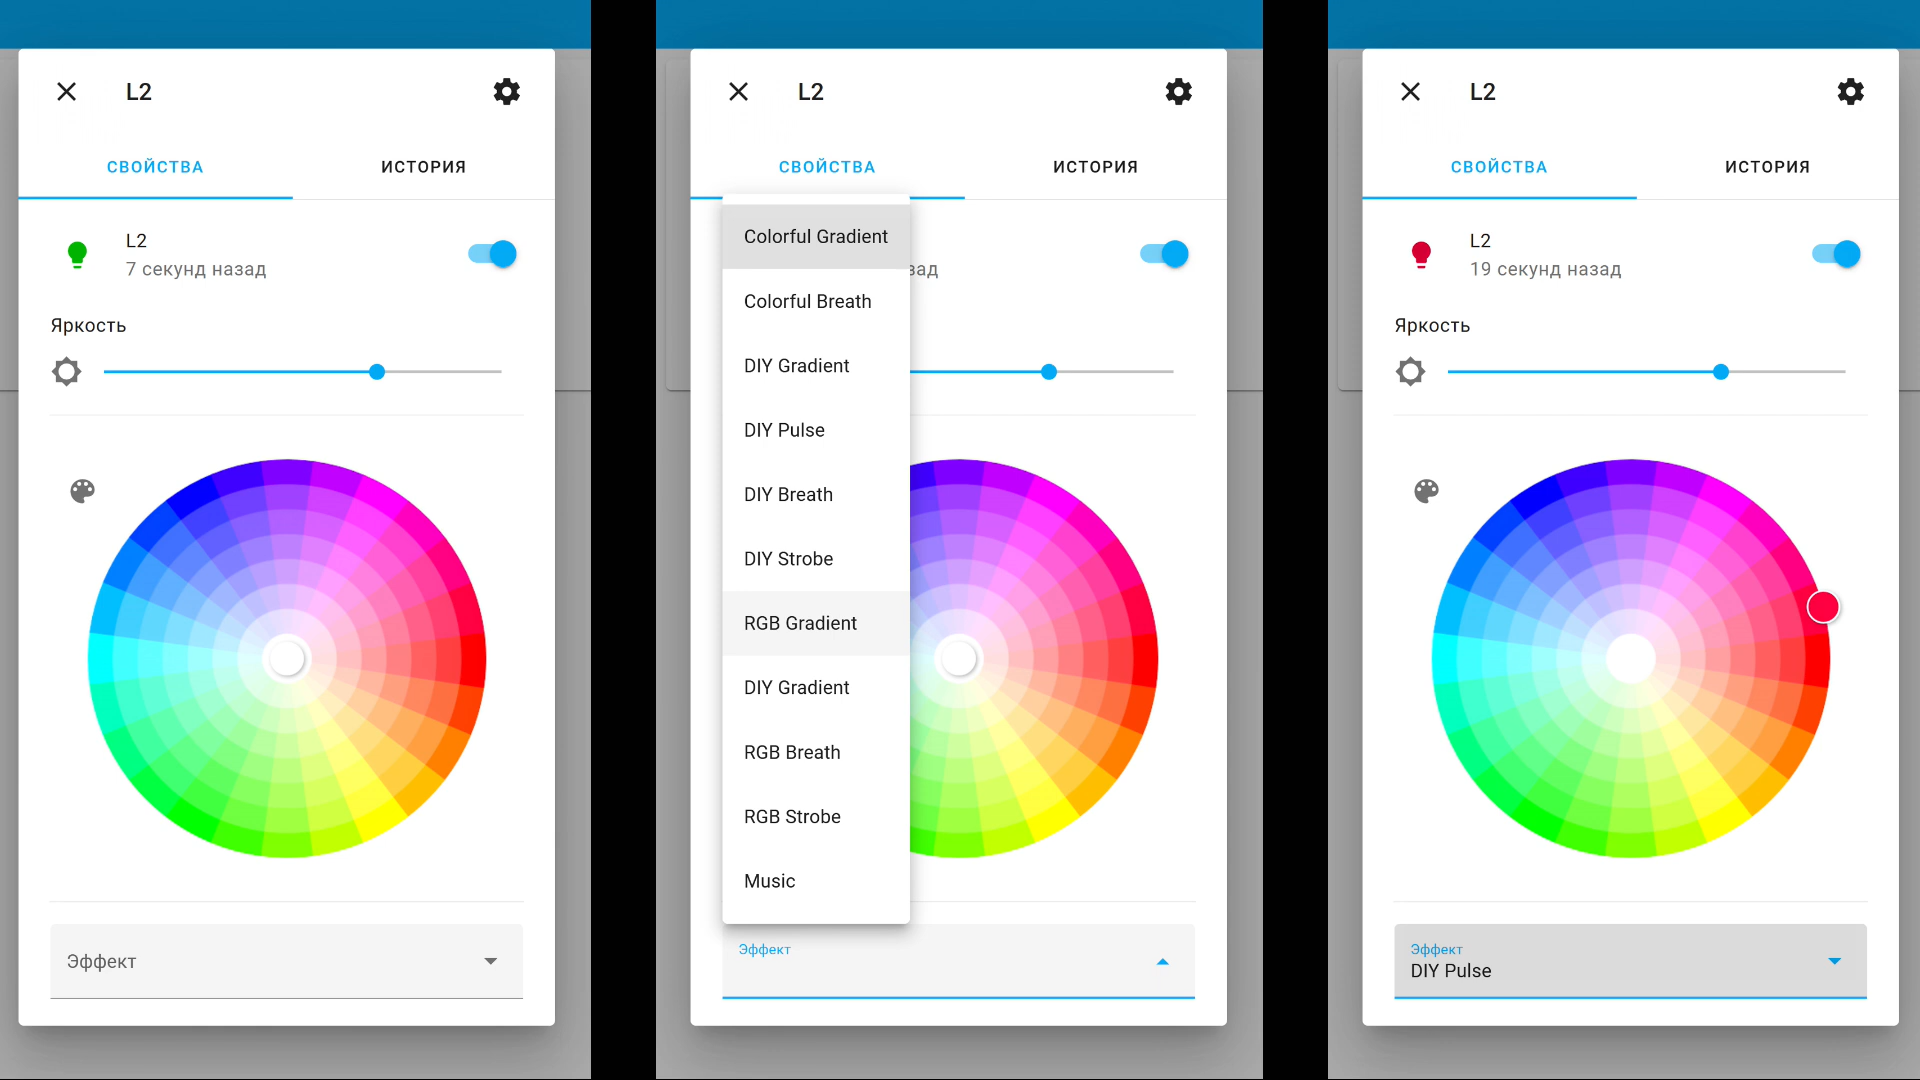 L2
СВОЙСТВА
ИСТОРИЯ
L2
7 секунд назад
Яркость
Эффект
L2
СВОЙСТВА
ИСТОРИЯ
Colorful Gradient
Colorful Breath
DIY Gradient
DIY Pulse
DIY Breath
DIY Strobe
RGB Gradient
DIY Gradient
RGB Breath
RGB Strobe
Music
Эффект
L2
СВОЙСТВА
ИСТОРИЯ
L2
19 секунд назад
Яркость
Эффект
DIY Pulse